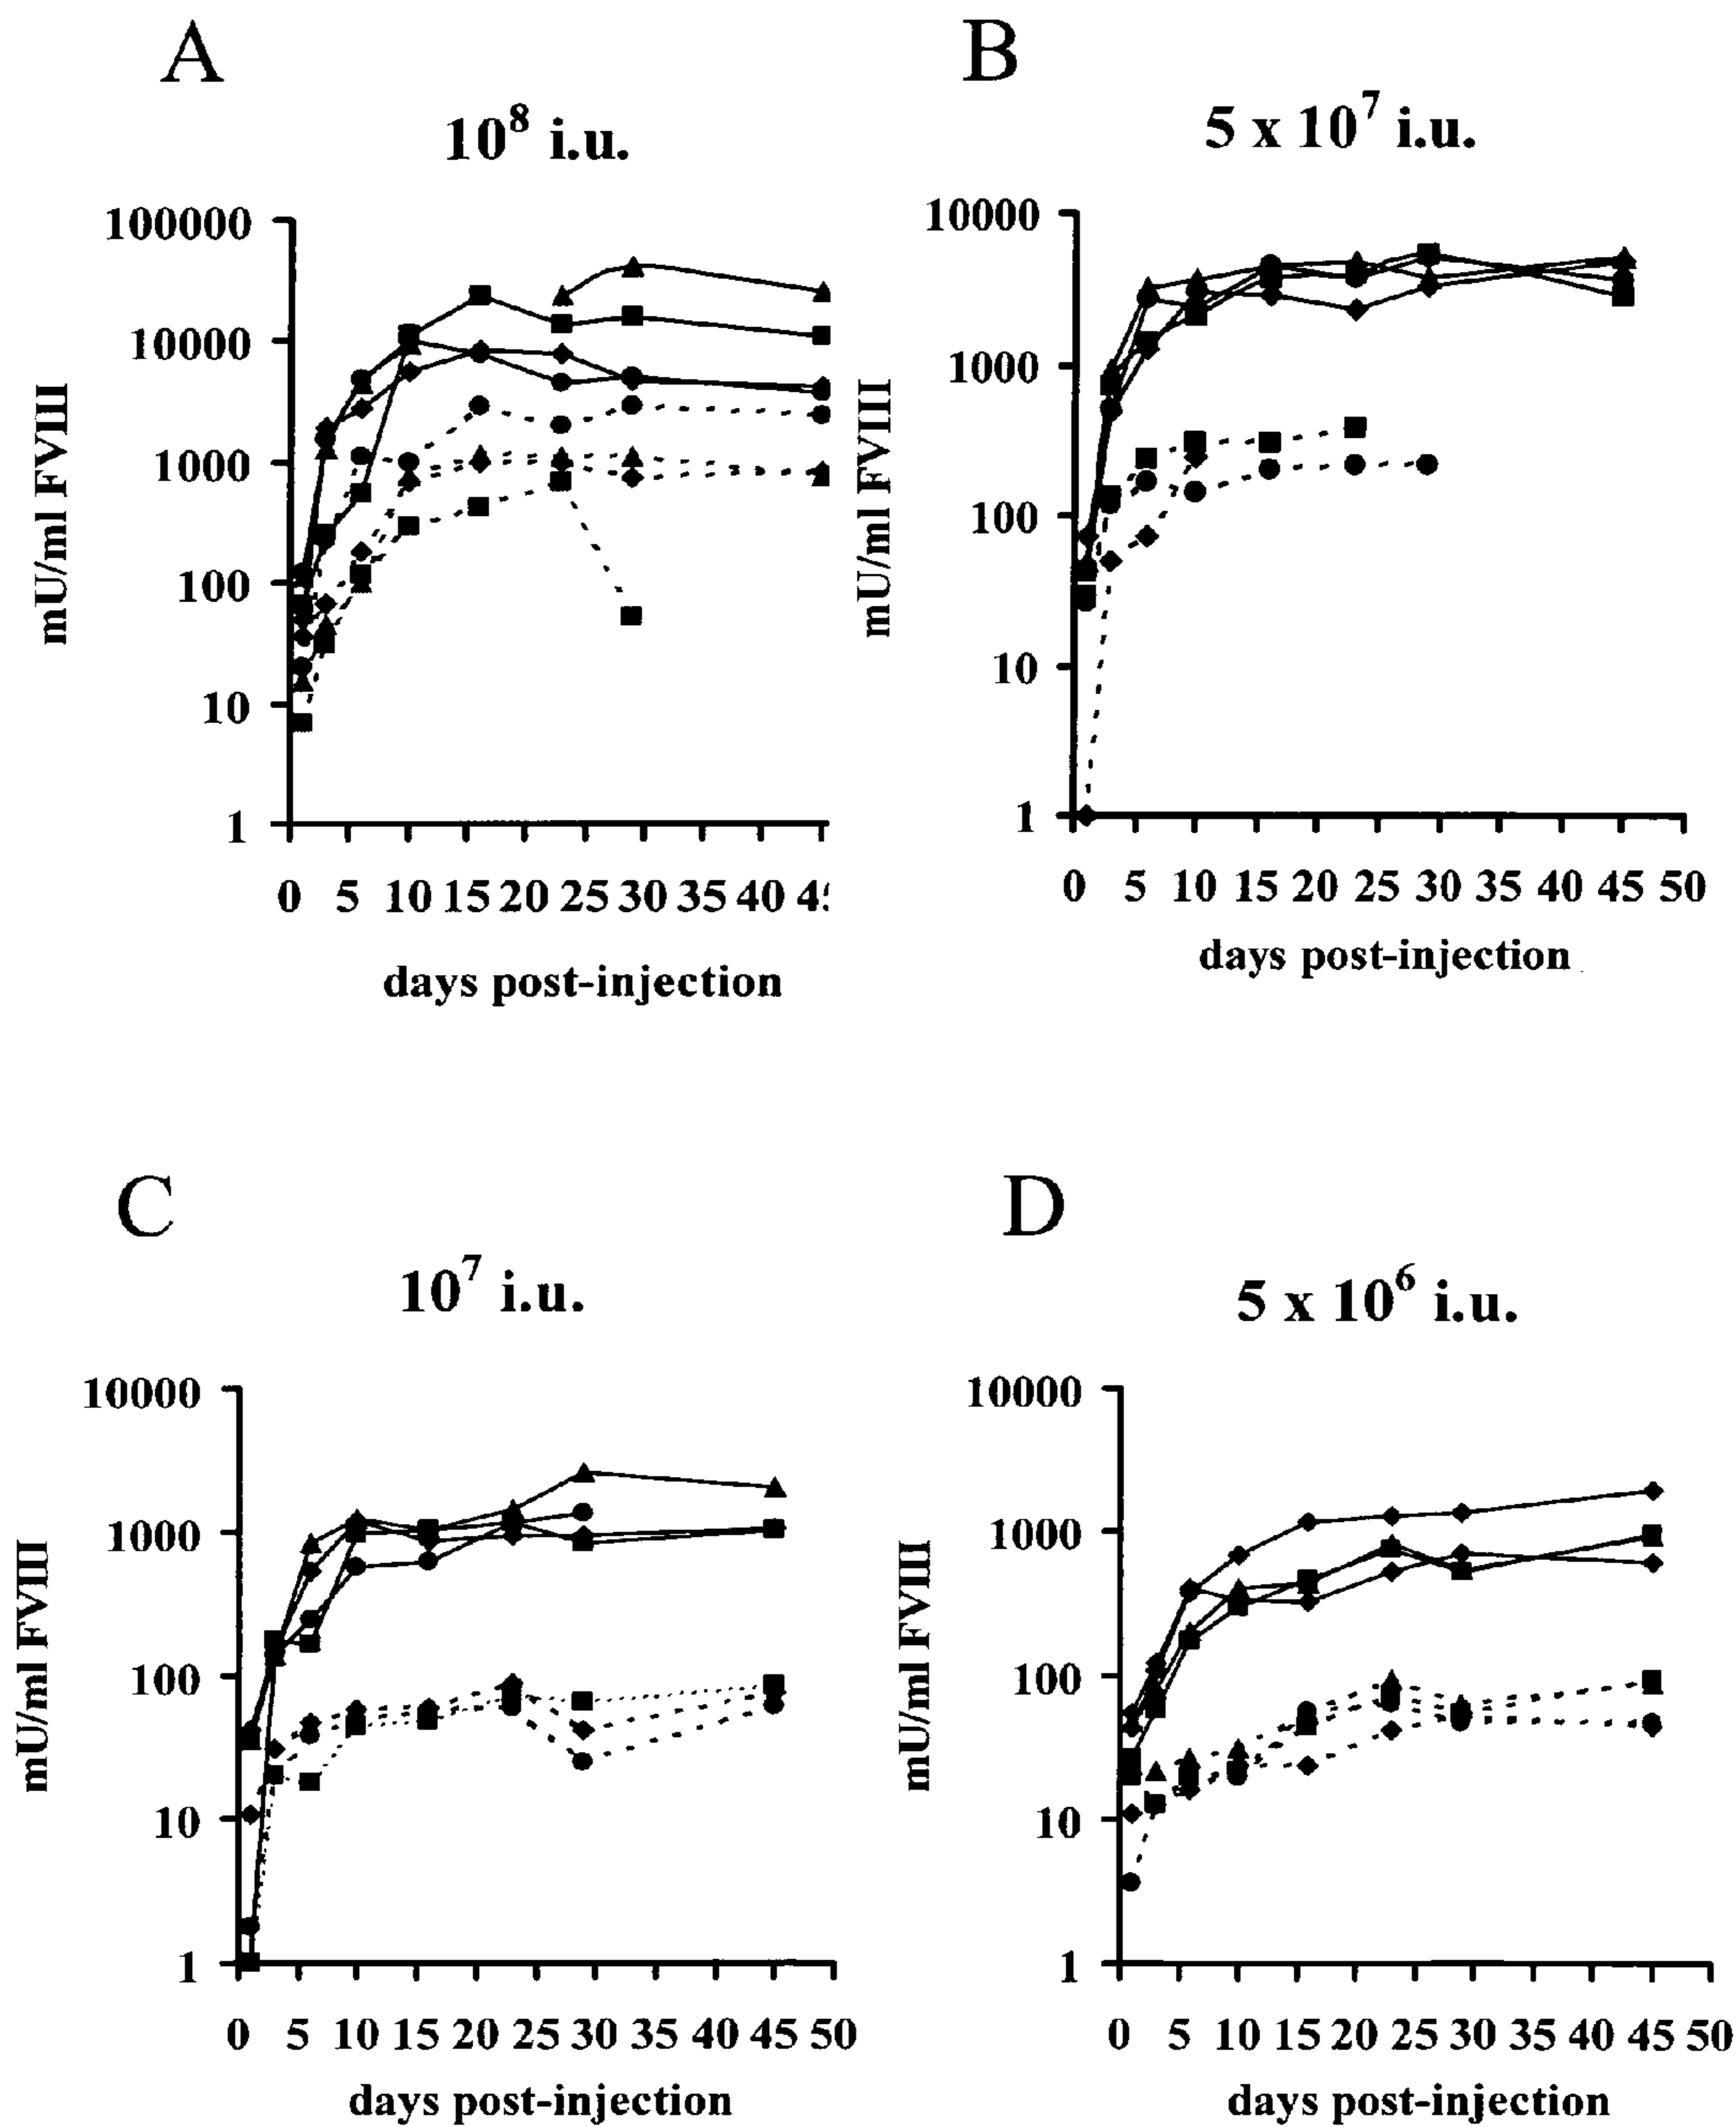 A
10⁸ i.u.
100000
10000
1000
100
10
1
mU/ml FVIII
0 5 10 15 20 25 30 35 40
days post-injection
B
5 x 10⁷ i.u.
10000
1000
100
10
1
mU/ml FVIII
0 5 10 15 20 25 30 35 40 45 50
days post-injection
C
10⁷ i.u.
10000
1000
100
10
1
mU/ml FVIII
0 5 10 15 20 25 30 35 40 45 50
days post-injection
D
5 x 10⁶ i.u.
10000
1000
100
10
1
mU/ml FVIII
0 5 10 15 20 25 30 35 40 45 50
days post-injection